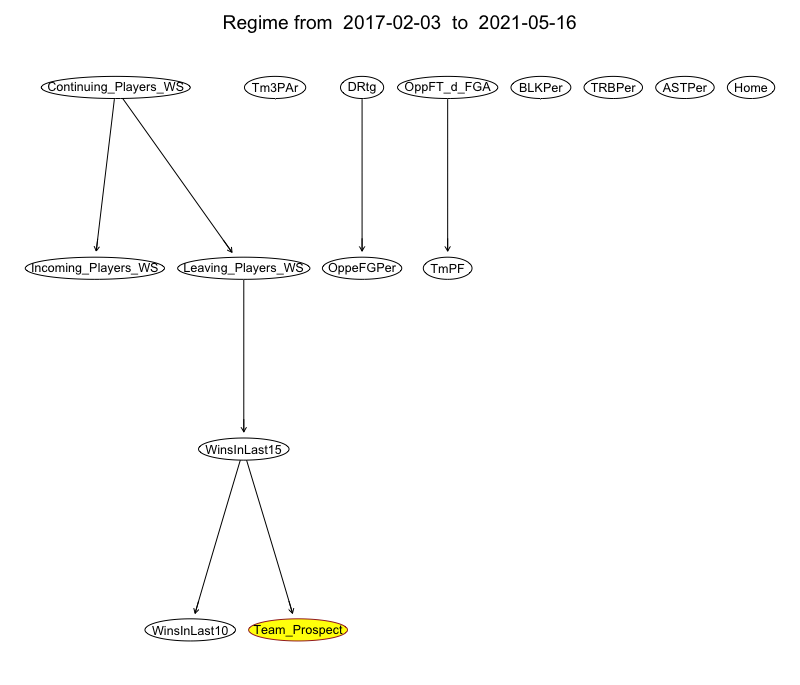 Regime from 2017-02-03 to 2021-05-16
Continuing_Players_WS
Tm3PAr
DRtg
OppFT_d_FGA
BLKPer
TRBPer
ASTPer
Home
Incoming_Players_WS
Leaving_Players_WS
OppeFGPer
TmPF
WinsInLast15
WinsInLast10
Team_Prospect